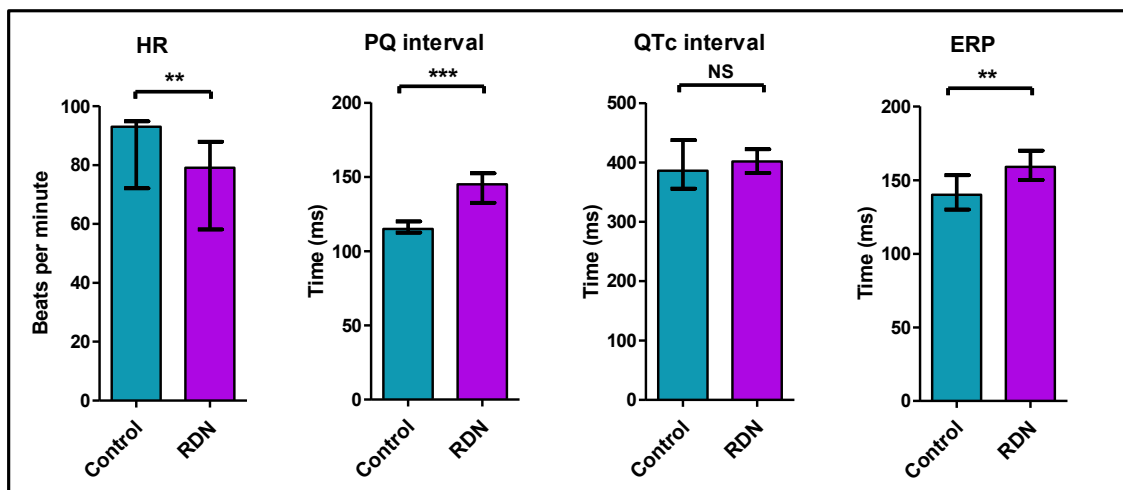 HR
**
Beats per minute
100
80
60
40
20
0
Control
RDN
PQ interval
***
Time (ms)
200
150
100
50
0
Control
RDN
QTc interval
NS
Time (ms)
500
400
300
200
100
0
Control
RDN
ERP
**
Time (ms)
200
150
100
50
0
Control
RDN